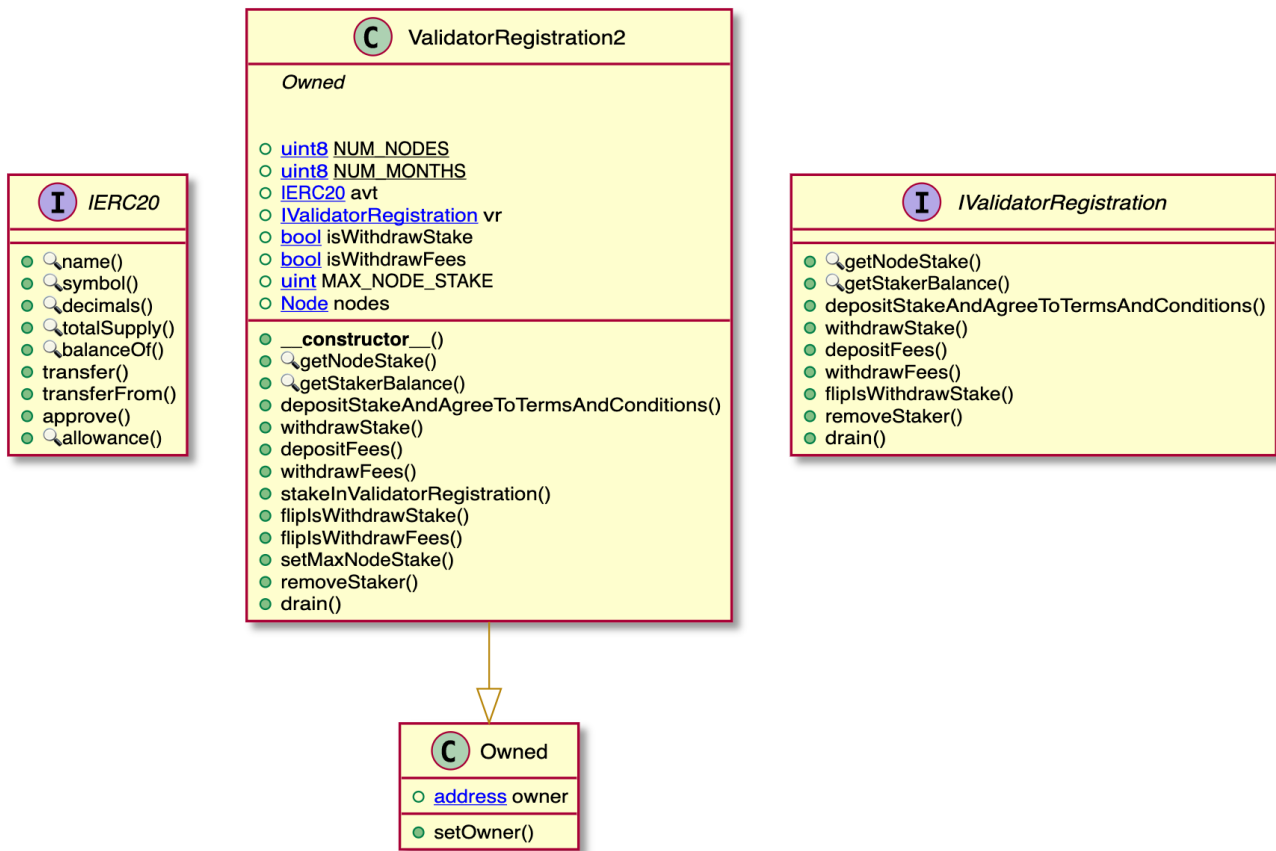 C ValidatorRegistration2
Owned
uint8 NUM_NODES
uint8 NUM_MONTHS
IERC20 avt
IValidatorRegistration vr
bool isWithdrawStake
bool isWithdrawFees
uint MAX_NODE_STAKE
Node nodes
__constructor__()
getNodeStake()
getStakerBalance()
depositStakeAndAgreeToTermsAndConditions()
withdrawStake()
depositFees()
withdrawFees()
stakeInValidatorRegistration()
flipIsWithdrawStake()
flipIsWithdrawFees()
setMaxNodeStake()
removeStaker()
drain()
I IERC20
name()
symbol()
decimals()
totalSupply()
balanceOf()
transfer()
transferFrom()
approve()
allowance()
I IValidatorRegistration
getNodeStake()
getStakerBalance()
depositStakeAndAgreeToTermsAndConditions()
withdrawStake()
depositFees()
withdrawFees()
flipIsWithdrawStake()
removeStaker()
drain()
C Owned
address owner
setOwner()